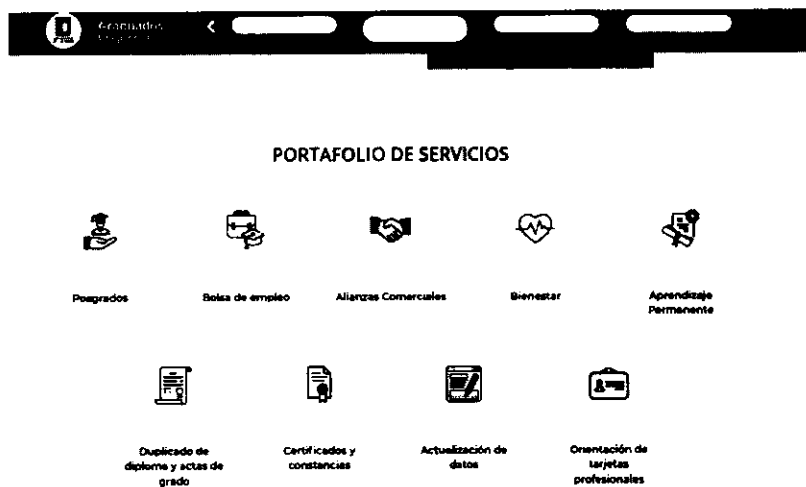 Graduados
PORTAFOLIO DE SERVICIOS
Posgrados
Bolsa de empleo
Alianzas Comerciales
Bienestar
Aprendizaje
Permanente
Duplicado de
diploma y actas de
grado
Certificados y
constancias
Actualización de
datos
Orientación de
tarjetas
profesionales